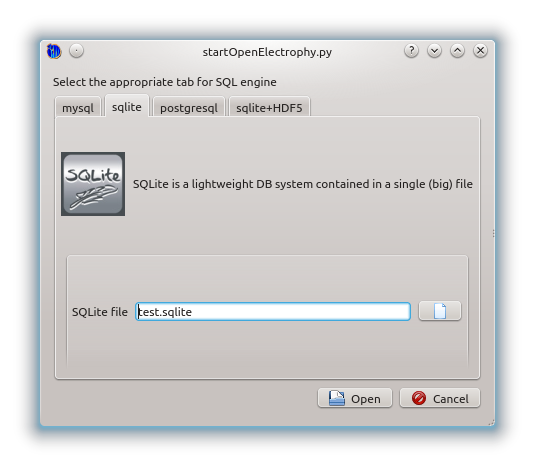 startOpenElectrophy.py
Select the appropriate tab for SQL engine
mysql sqlite postgresql sqlite+HDF5
SQLite
SQLite is a lightweight DB system contained in a single (big) file
SQLite file test.sqlite
Open Cancel